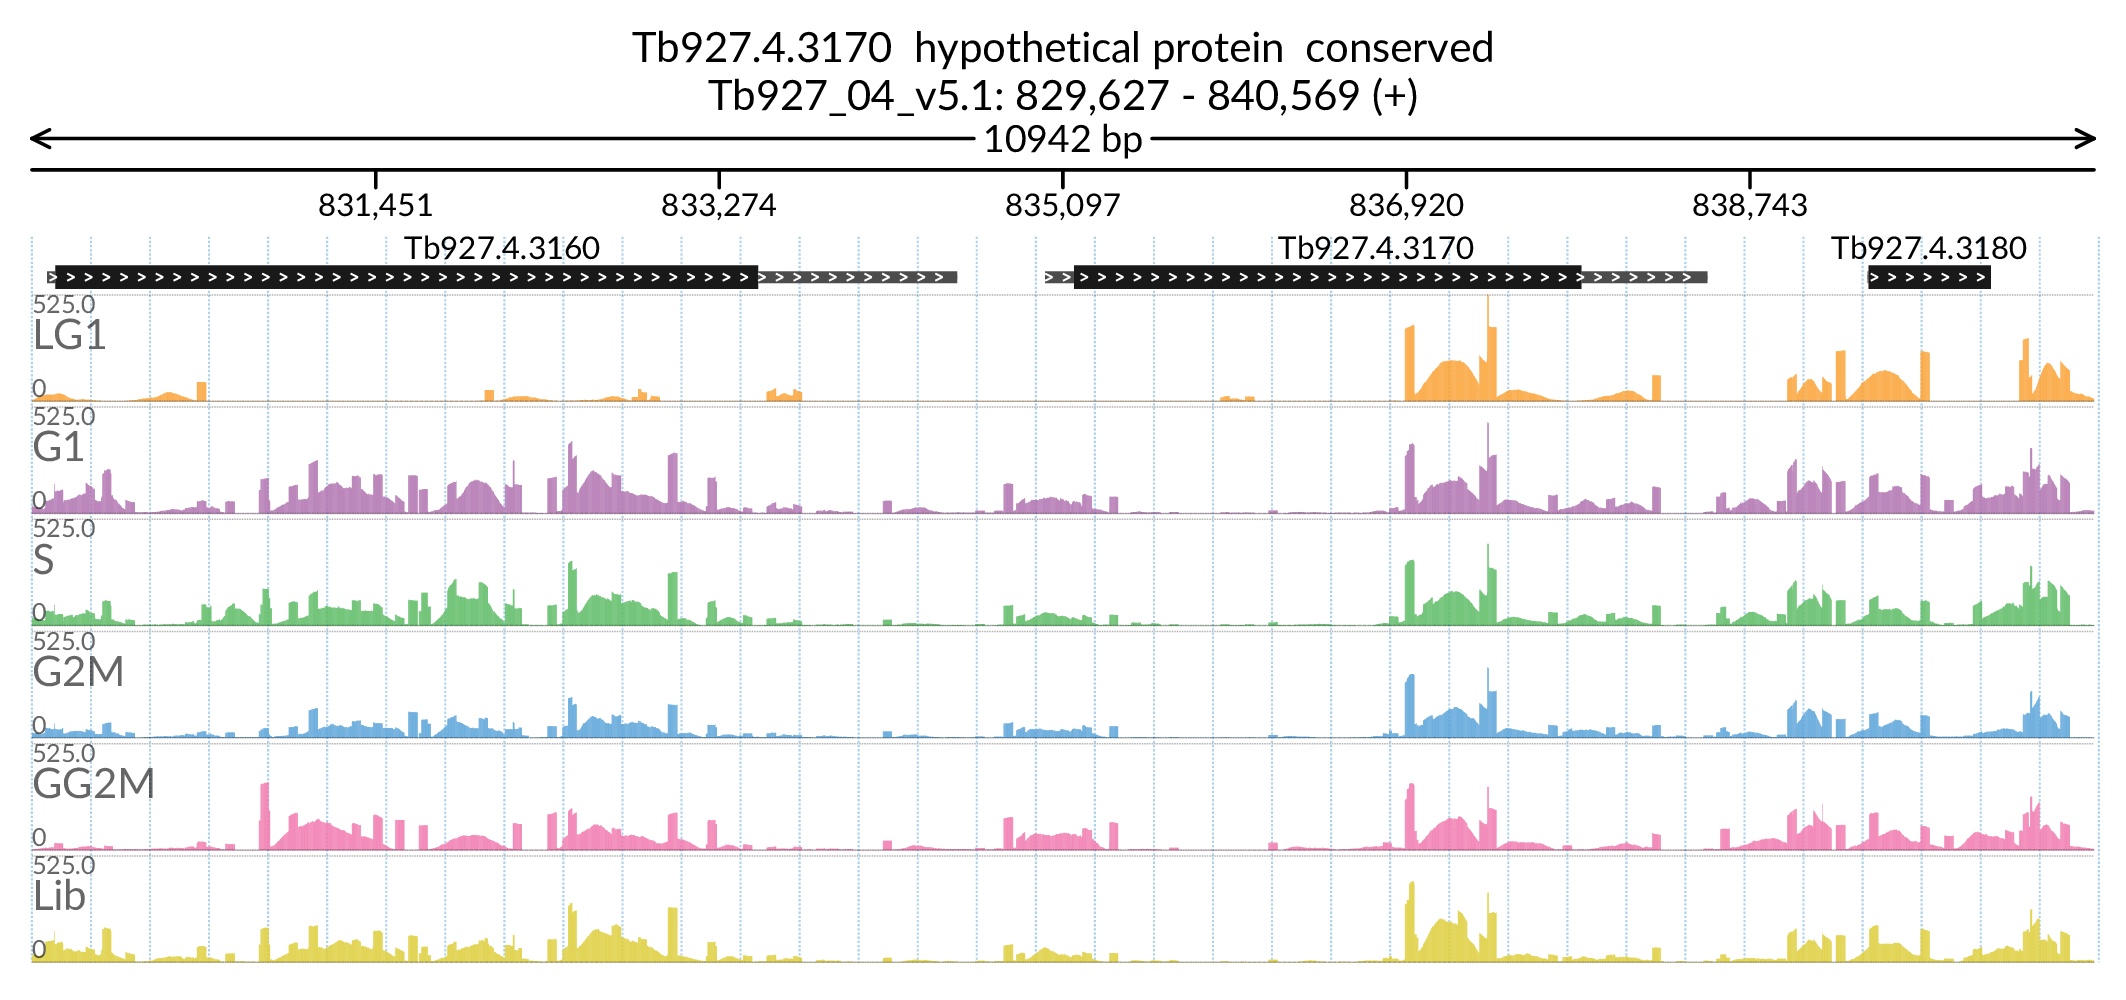 Tb927.4.3170 hypothetical protein conserved
Tb927_04_v5.1: 829,627 - 840,569 (+)
10942 bp
831,451 833,274 835,097 836,920 838,743
Tb927.4.3160 Tb927.4.3170 Tb927.4.3180
525.0
LG1
0
525.0
G1
0
525.0
S
0
525.0
G2M
0
525.0
GG2M
0
525.0
Lib
0